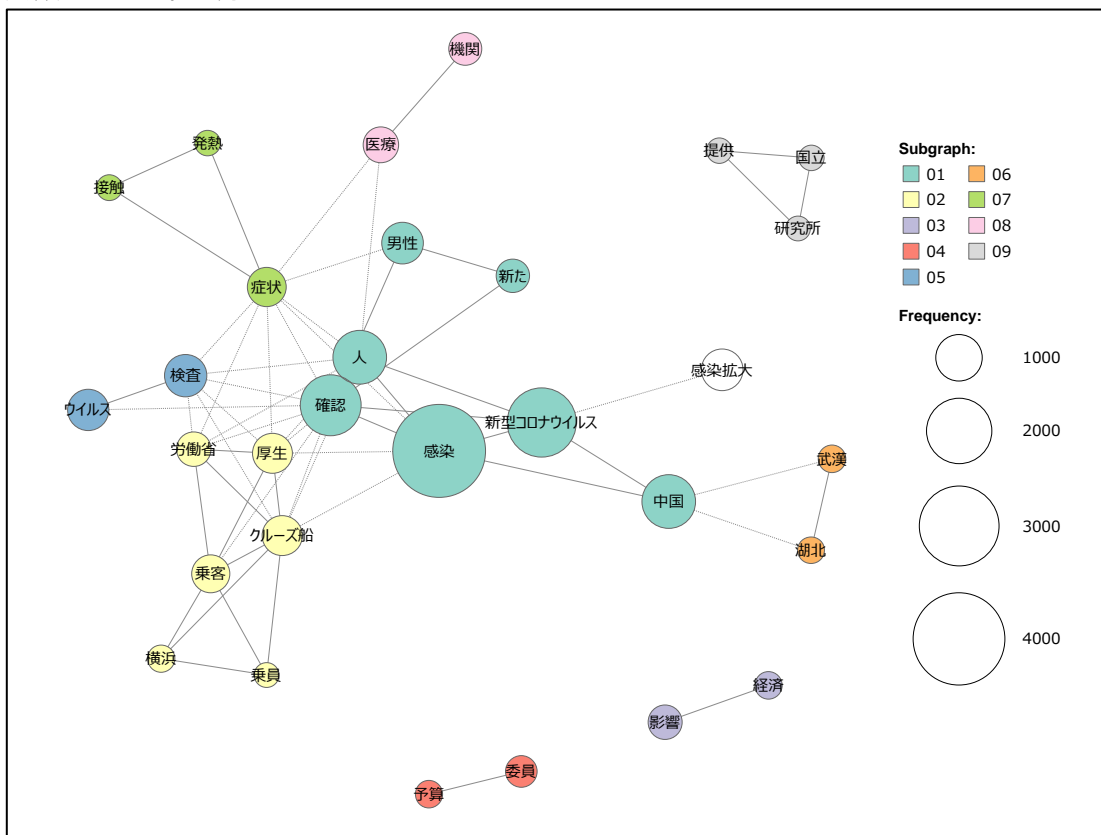 機関
発熱
医療
提供
国立
接触
研究所
男性
新た
症状
人
感染拡大
検査
ウイルス
確認
新型コロナウイルス
労働省
厚生
感染
武漢
中国
クルーズ船
湖北
乗客
横浜
乗員
経済
影響
委員
予算
Subgraph:
01 06
02 07
03 08
04 09
05
Frequency:
1000
2000
3000
4000